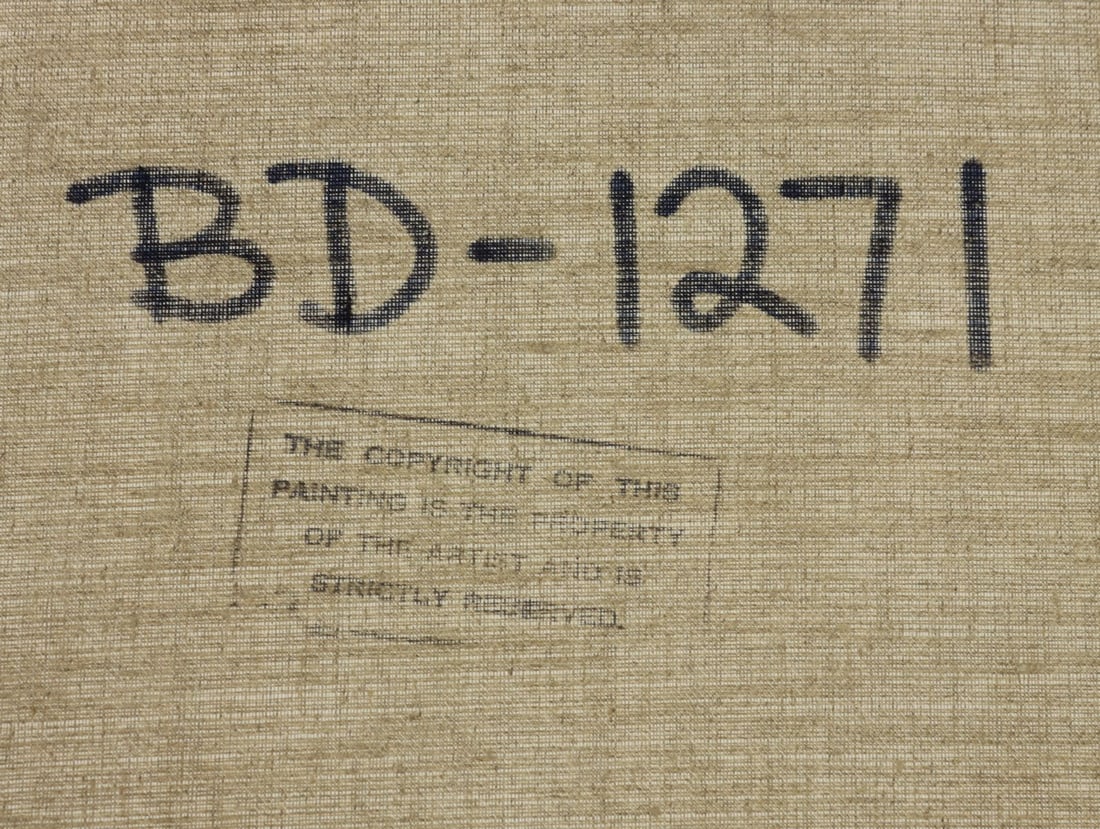 BD-1271
THE COPYRIGHT OF THIS
PAINTING IS THE PROPERTY
OF THE ARTIST AND IS
STRICTLY RESERVED.